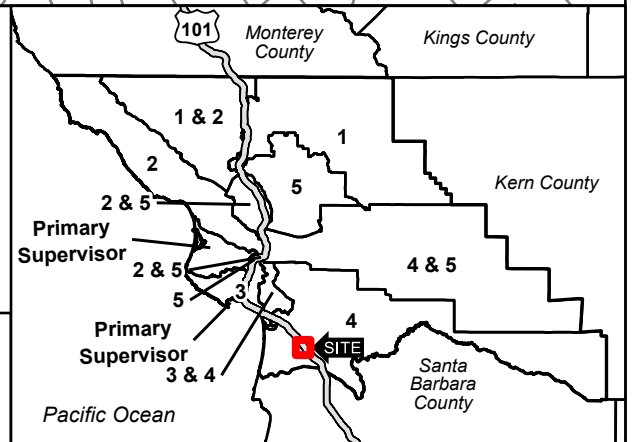 101
Monterey
County
Kings County
1 & 2
1
2
5
Kern County
2 & 5
Primary
Supervisor
2 & 5
4 & 5
5
3
Primary
Supervisor
4
SITE
3 & 4
Santa
Barbara
County
Pacific Ocean